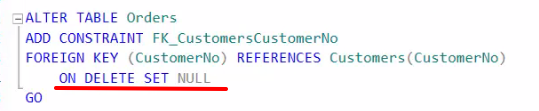 ALTER TABLE Orders
ADD CONSTRAINT FK_CustomersCustomerNo
FOREIGN KEY (CustomerNo) REFERENCES Customers(CustomerNo)
ON DELETE SET NULL
GO